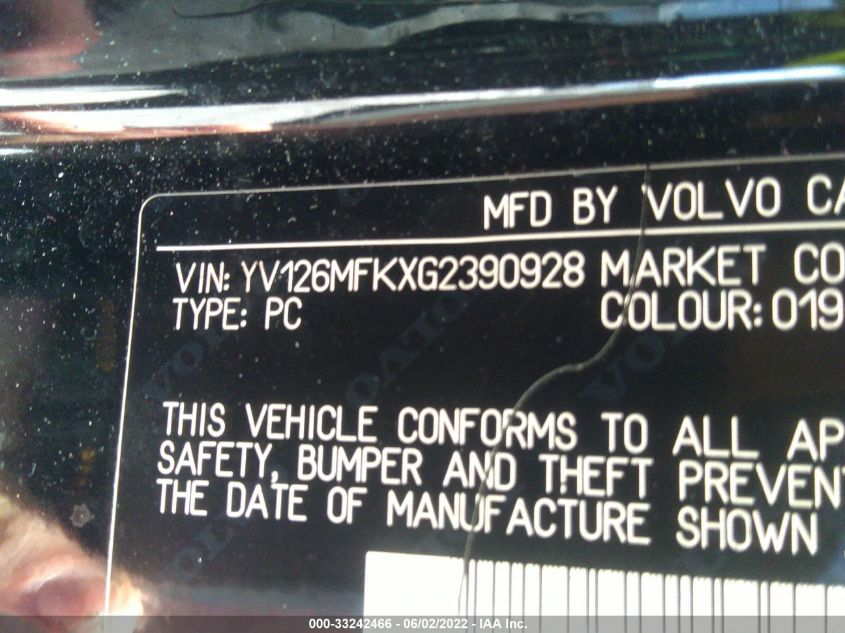 MFD BY VOLVO CA
VIN: YV126MFKXG2390928 MARKET CO
TYPE: PC COLOUR: 019
THIS VEHICLE CONFORMS TO ALL AP
SAFETY, BUMPER AND THEFT PREVENT
THE DATE OF MANUFACTURE SHOWN
000-33242466 - 06/02/2022 - IAA Inc.